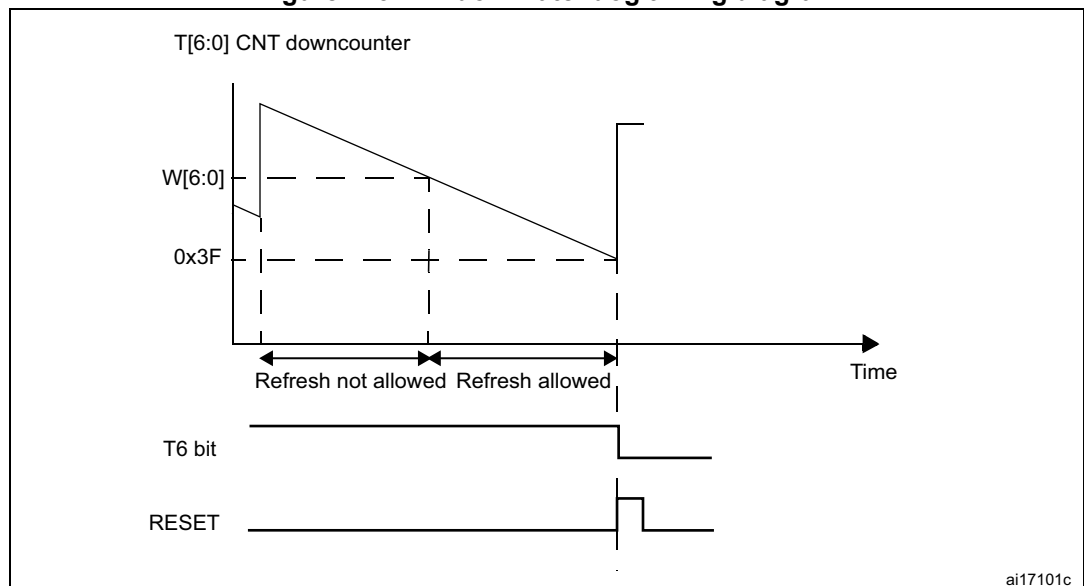 T[6:0] CNT downcounter
W[6:0]
0x3F
Time
Refresh not allowed Refresh allowed
T6 bit
RESET
ai17101c